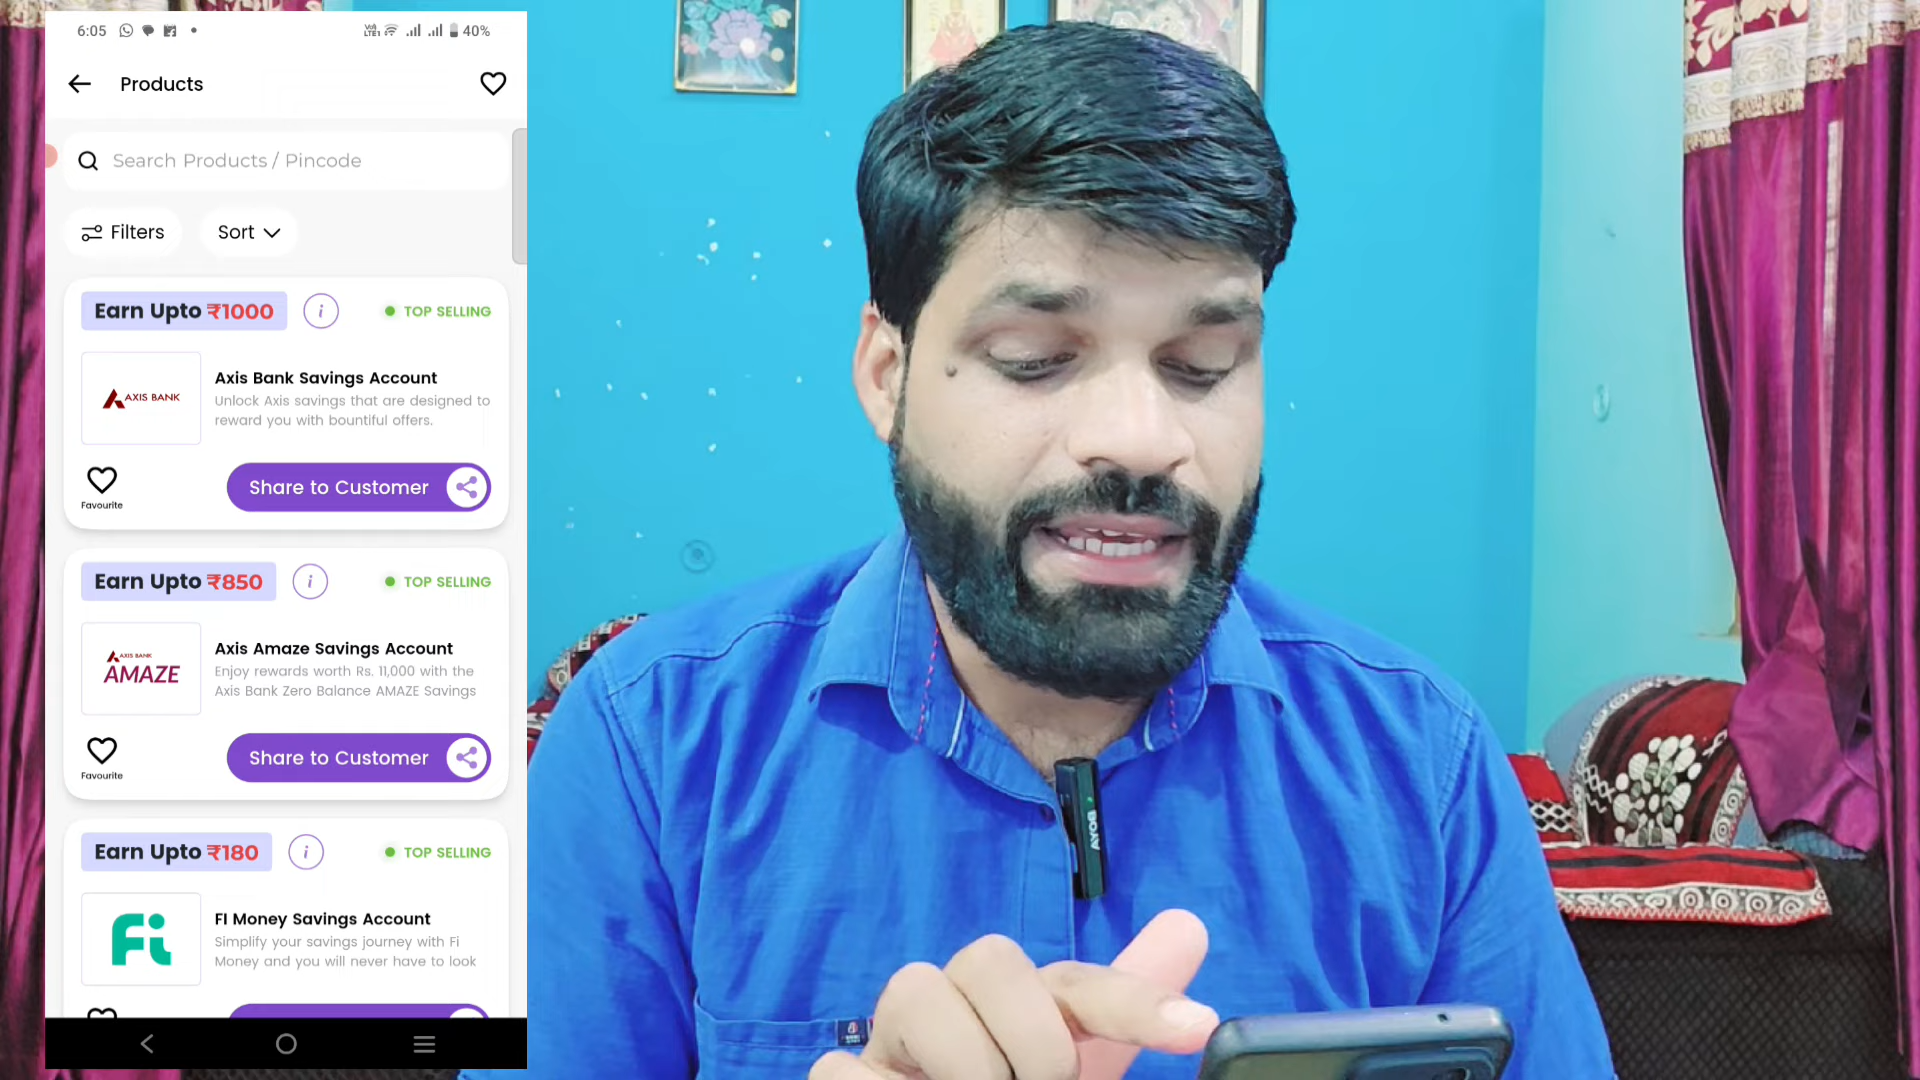 6:05
Vo)
LTE1
40%
Products
Search Products / Pincode
Filters
Sort
Earn Upto ₹1000
i
TOP SELLING
AXIS BANK
Axis Bank Savings Account
Unlock Axis savings that are designed to
reward you with bountiful offers.
Favourite
Share to Customer
Earn Upto ₹850
i
TOP SELLING
AXIS BANK
AMAZE
Axis Amaze Savings Account
Enjoy rewards worth Rs. 11,000 with the
Axis Bank Zero Balance AMAZE Savings
Favourite
Share to Customer
Earn Upto ₹180
i
TOP SELLING
Fi
FI Money Savings Account
Simplify your savings journey with Fi
Money and you will never have to look
BOYA